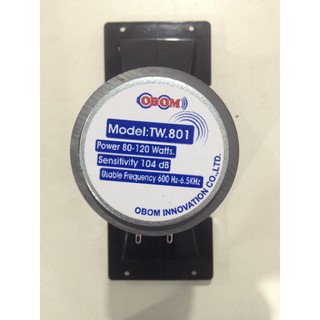 OBOM
Model:TW.801
Power 80-120 Watts.
Sensitivity 104 dB
Usable Frequency 600 Hz-6.5KHz
OBOM INNOVATION CO.,LTD.